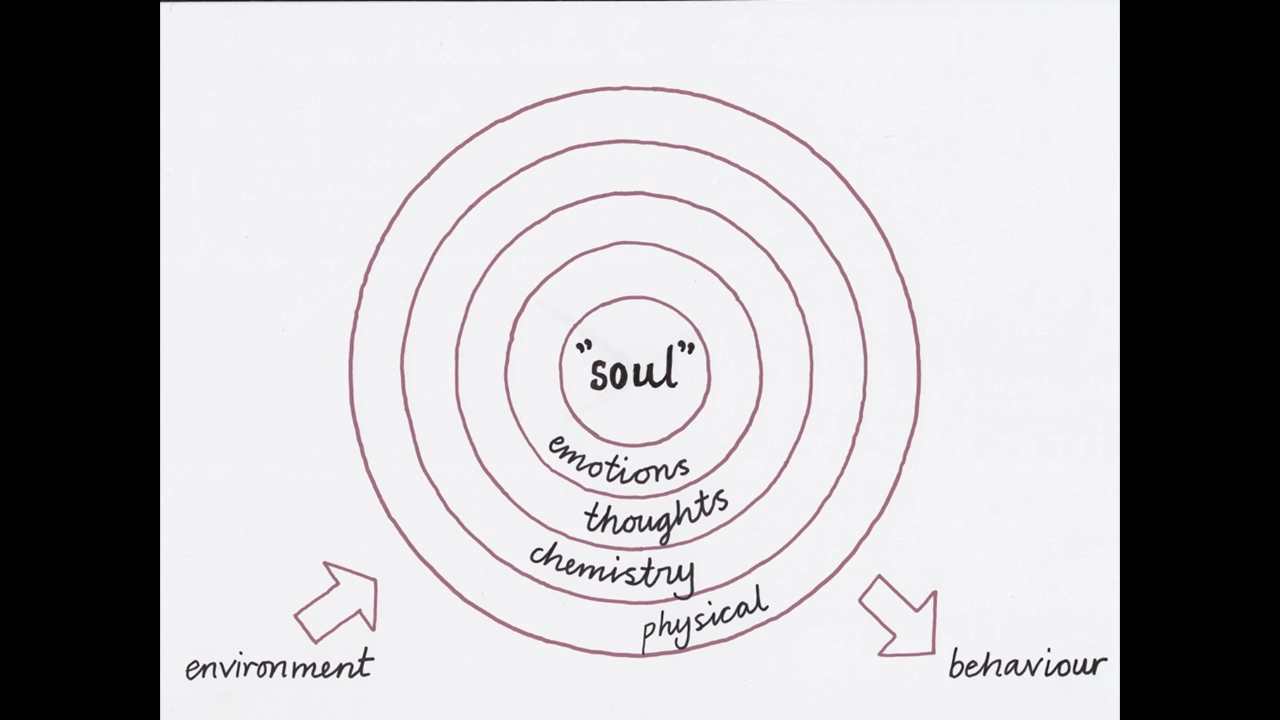 "soul"
emotions
thoughts
chemistry
physical
environment
behaviour